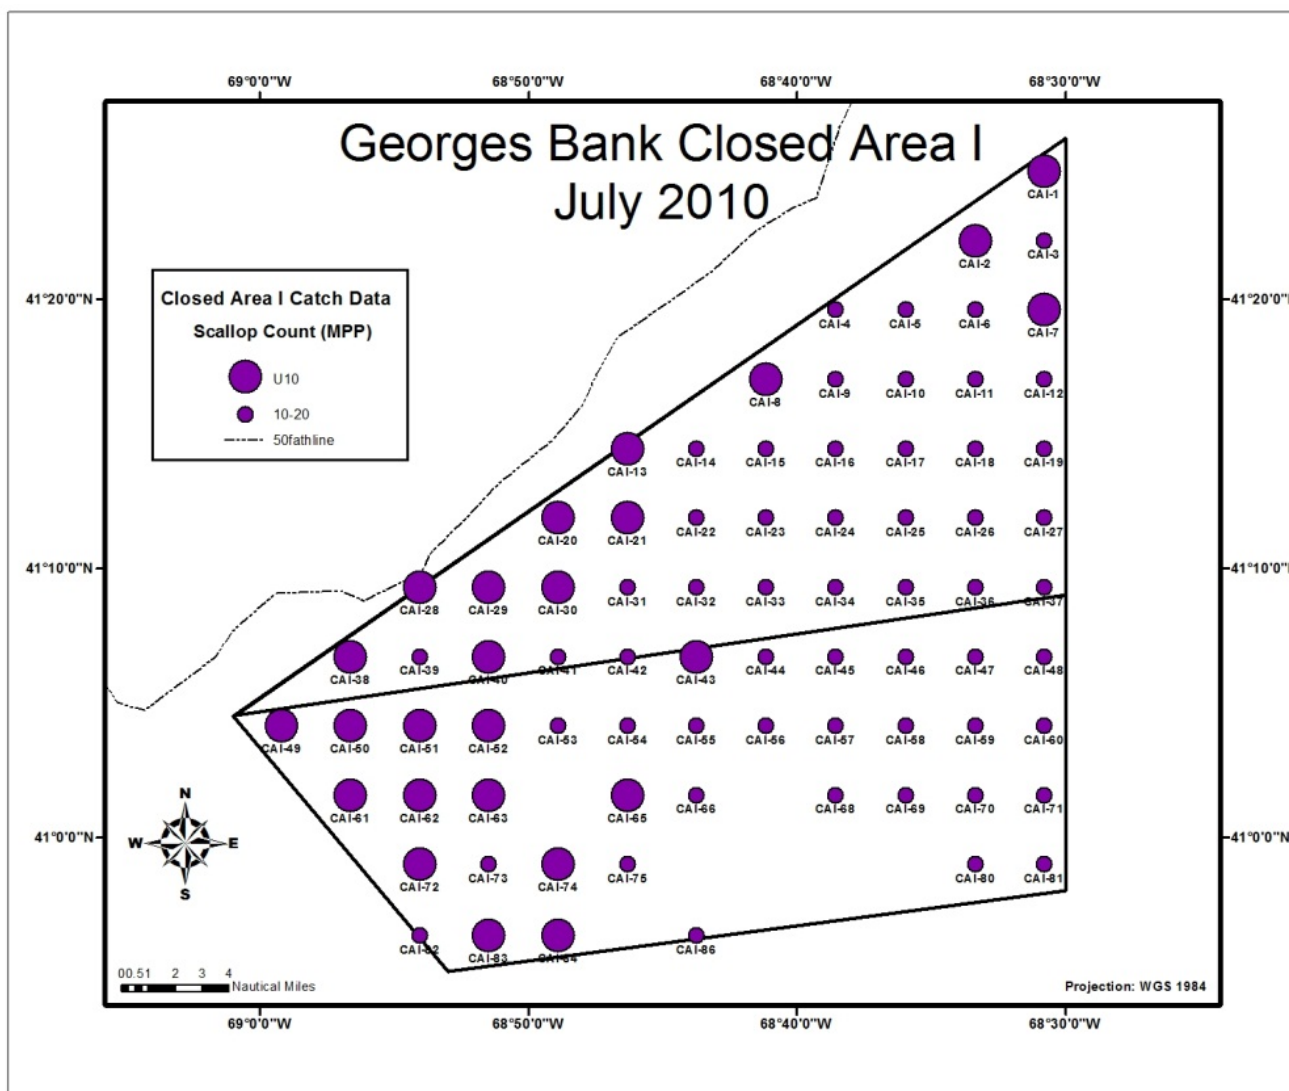 69°0'0"W 68°50'0"W 68°40'0"W 68°30'0"W
Georges Bank Closed Area I
July 2010
CAI-1
CAI-2 CAI-3
41°20'0"N 41°20'0"N
Closed Area I Catch Data
Scallop Count (MPP)
U10
10-20
50fathline
CAI-4 CAI-5 CAI-6 CAI-7
CAI-8 CAI-9 CAI-10 CAI-11 CAI-12
CAI-13 CAI-14 CAI-15 CAI-16 CAI-17 CAI-18 CAI-19
CAI-20 CAI-21 CAI-22 CAI-23 CAI-24 CAI-25 CAI-26 CAI-27
41°10'0"N 41°10'0"N
CAI-28 CAI-29 CAI-30 CAI-31 CAI-32 CAI-33 CAI-34 CAI-35 CAI-36 CAI-37
CAI-38 CAI-39 CAI-40 CAI-41 CAI-42 CAI-43 CAI-44 CAI-45 CAI-46 CAI-47 CAI-48
CAI-49 CAI-50 CAI-51 CAI-52 CAI-53 CAI-54 CAI-55 CAI-56 CAI-57 CAI-58 CAI-59 CAI-60
CAI-61 CAI-62 CAI-63 CAI-65 CAI-66 CAI-68 CAI-69 CAI-70 CAI-71
41°0'0"N 41°0'0"N
N
W E
S
CAI-72 CAI-73 CAI-74 CAI-75 CAI-80 CAI-81
CAI-82 CAI-83 CAI-84 CAI-86
00.51 2 3 4
Nautical Miles
Projection: WGS 1984
69°0'0"W 68°50'0"W 68°40'0"W 68°30'0"W